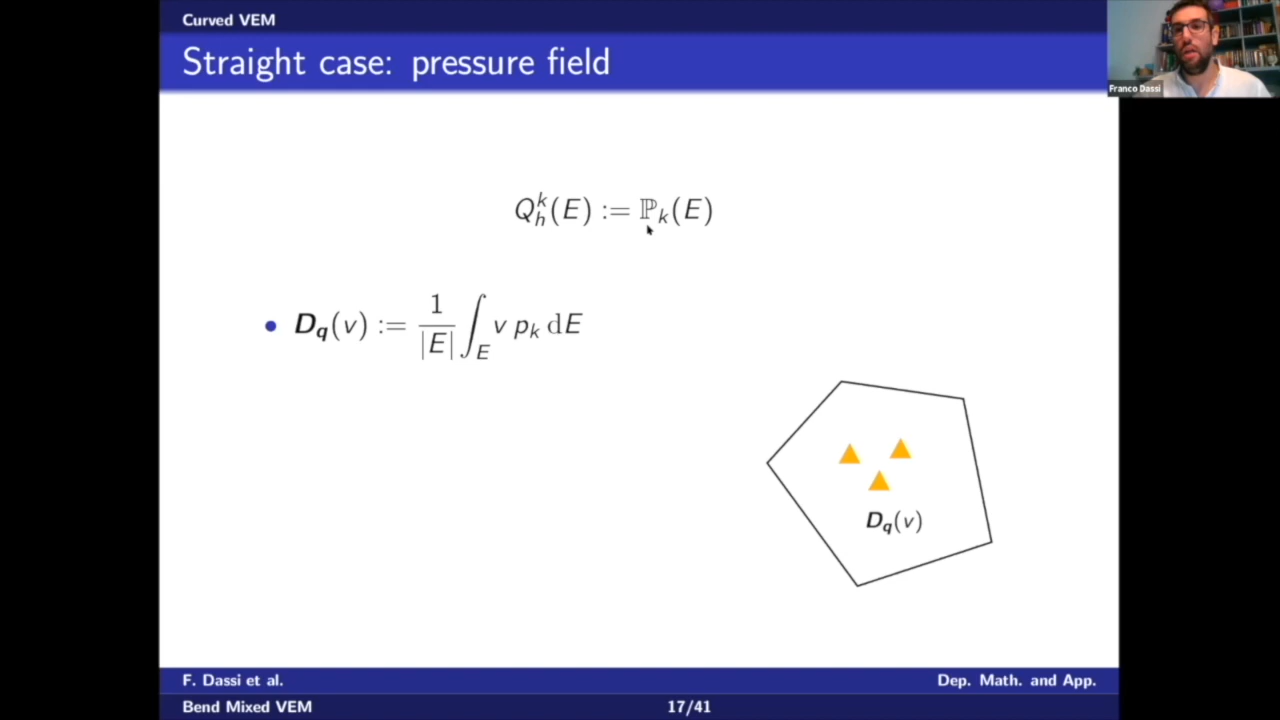 Curved VEM
Straight case: pressure field
Franco Dassi
Q_h^k(E) := ℙ_k(E)
• D_q(v) := 1/|E| ∫_E v p_k dE
D_q(v)
F. Dassi et al.
Dep. Math. and App.
Bend Mixed VEM
17/41